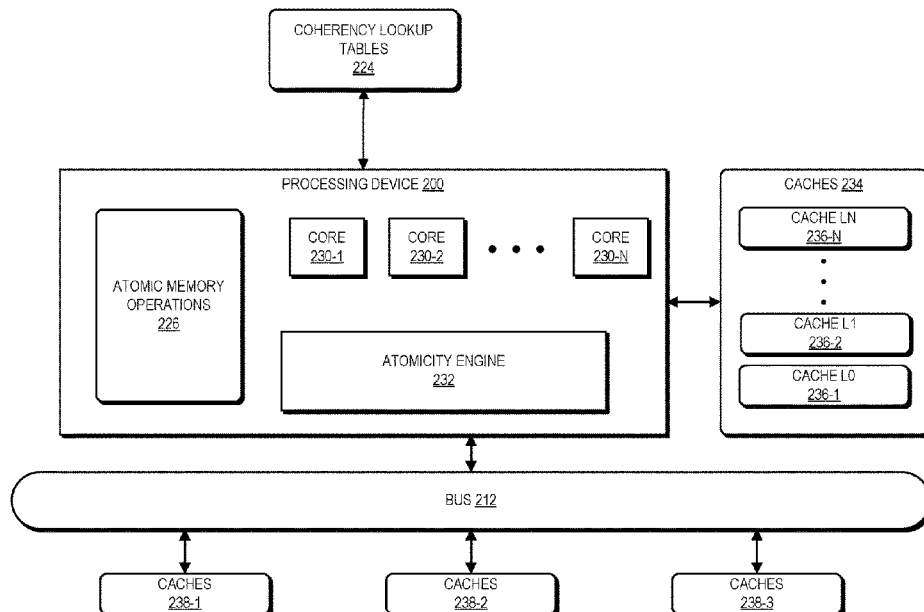 COHERENCY LOOKUP
TABLES
224
PROCESSING DEVICE 200
ATOMIC MEMORY
OPERATIONS
226
CORE
230-1
CORE
230-2
CORE
230-N
ATOMICITY ENGINE
232
CACHES 234
CACHE LN
236-N
CACHE L1
236-2
CACHE L0
236-1
BUS 212
CACHES
238-1
CACHES
238-2
CACHES
238-3